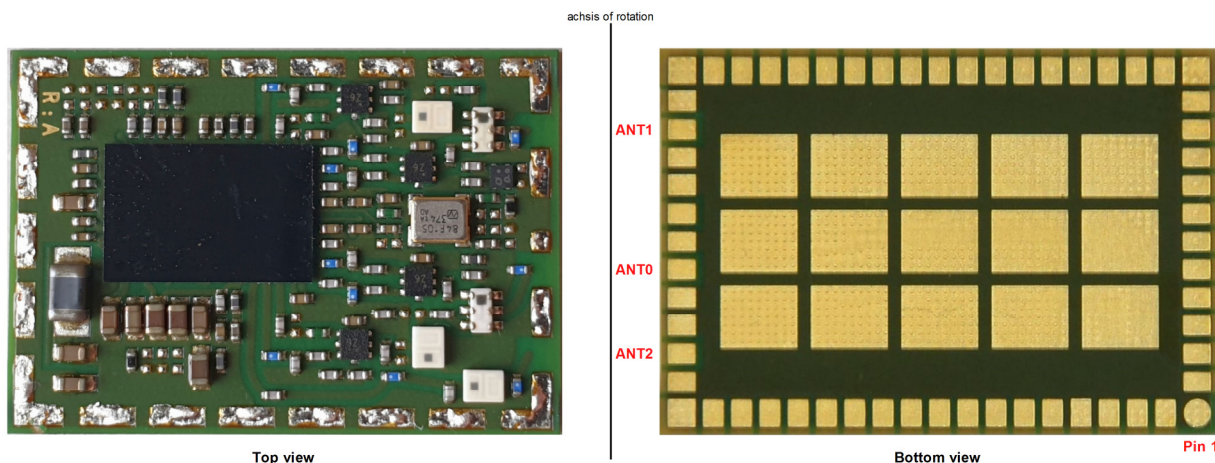 achsis of rotation
R:A
ANT1
ANT0
ANT2
Pin 1
Top view
Bottom view